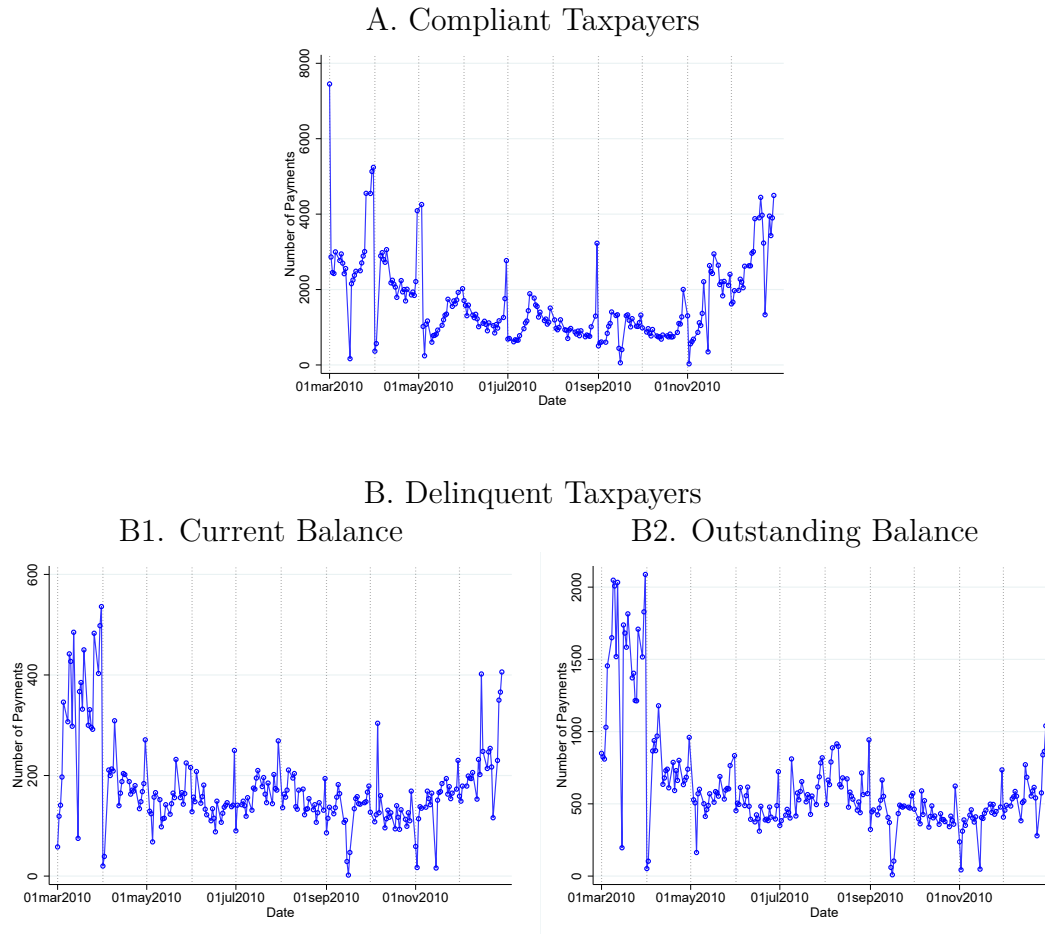 A. Compliant Taxpayers
Number of Payments
8000
6000
4000
2000
0
01mar2010 01may2010 01jul2010 01sep2010 01nov2010
Date
B. Delinquent Taxpayers
B1. Current Balance
Number of Payments
600
400
200
0
01mar2010 01may2010 01jul2010 01sep2010 01nov2010
Date
B2. Outstanding Balance
Number of Payments
2000
1500
1000
500
0
01mar2010 01may2010 01jul2010 01sep2010 01nov2010
Date